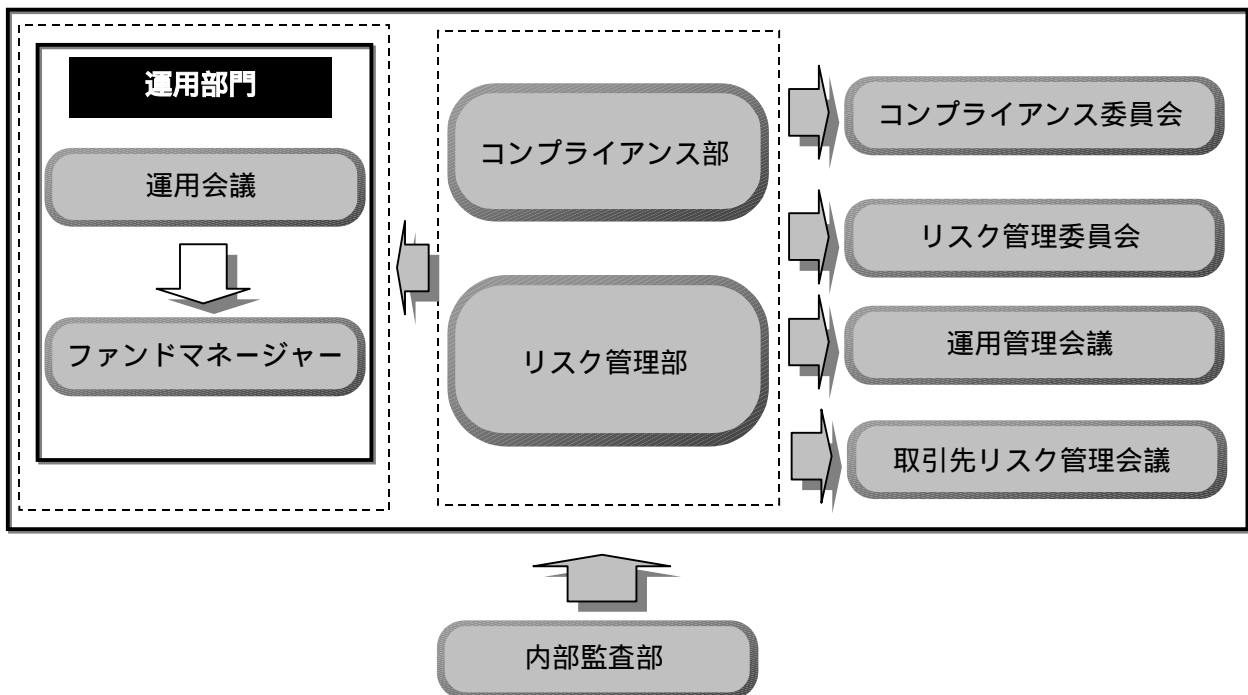 運用部門
運用会議
ファンドマネージャー
コンプライアンス部
リスク管理部
コンプライアンス委員会
リスク管理委員会
運用管理会議
取引先リスク管理会議
内部監査部